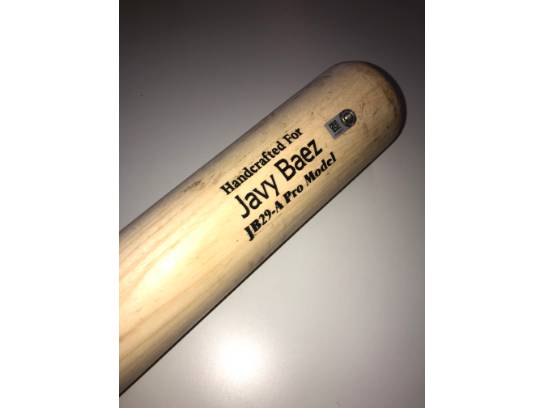 Handcrafted For
Javy Baez
JB29-A Pro Model